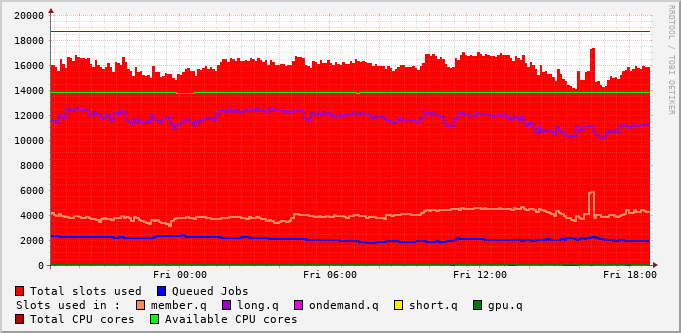 20000
18000
16000
14000
12000
10000
8000
6000
4000
2000
0
Fri 00:00 Fri 06:00 Fri 12:00 Fri 18:00
RRDTOOL / TOBI OETIKER
Total slots used Queued Jobs
Slots used in : member.q long.q ondemand.q short.q gpu.q
Total CPU cores Available CPU cores